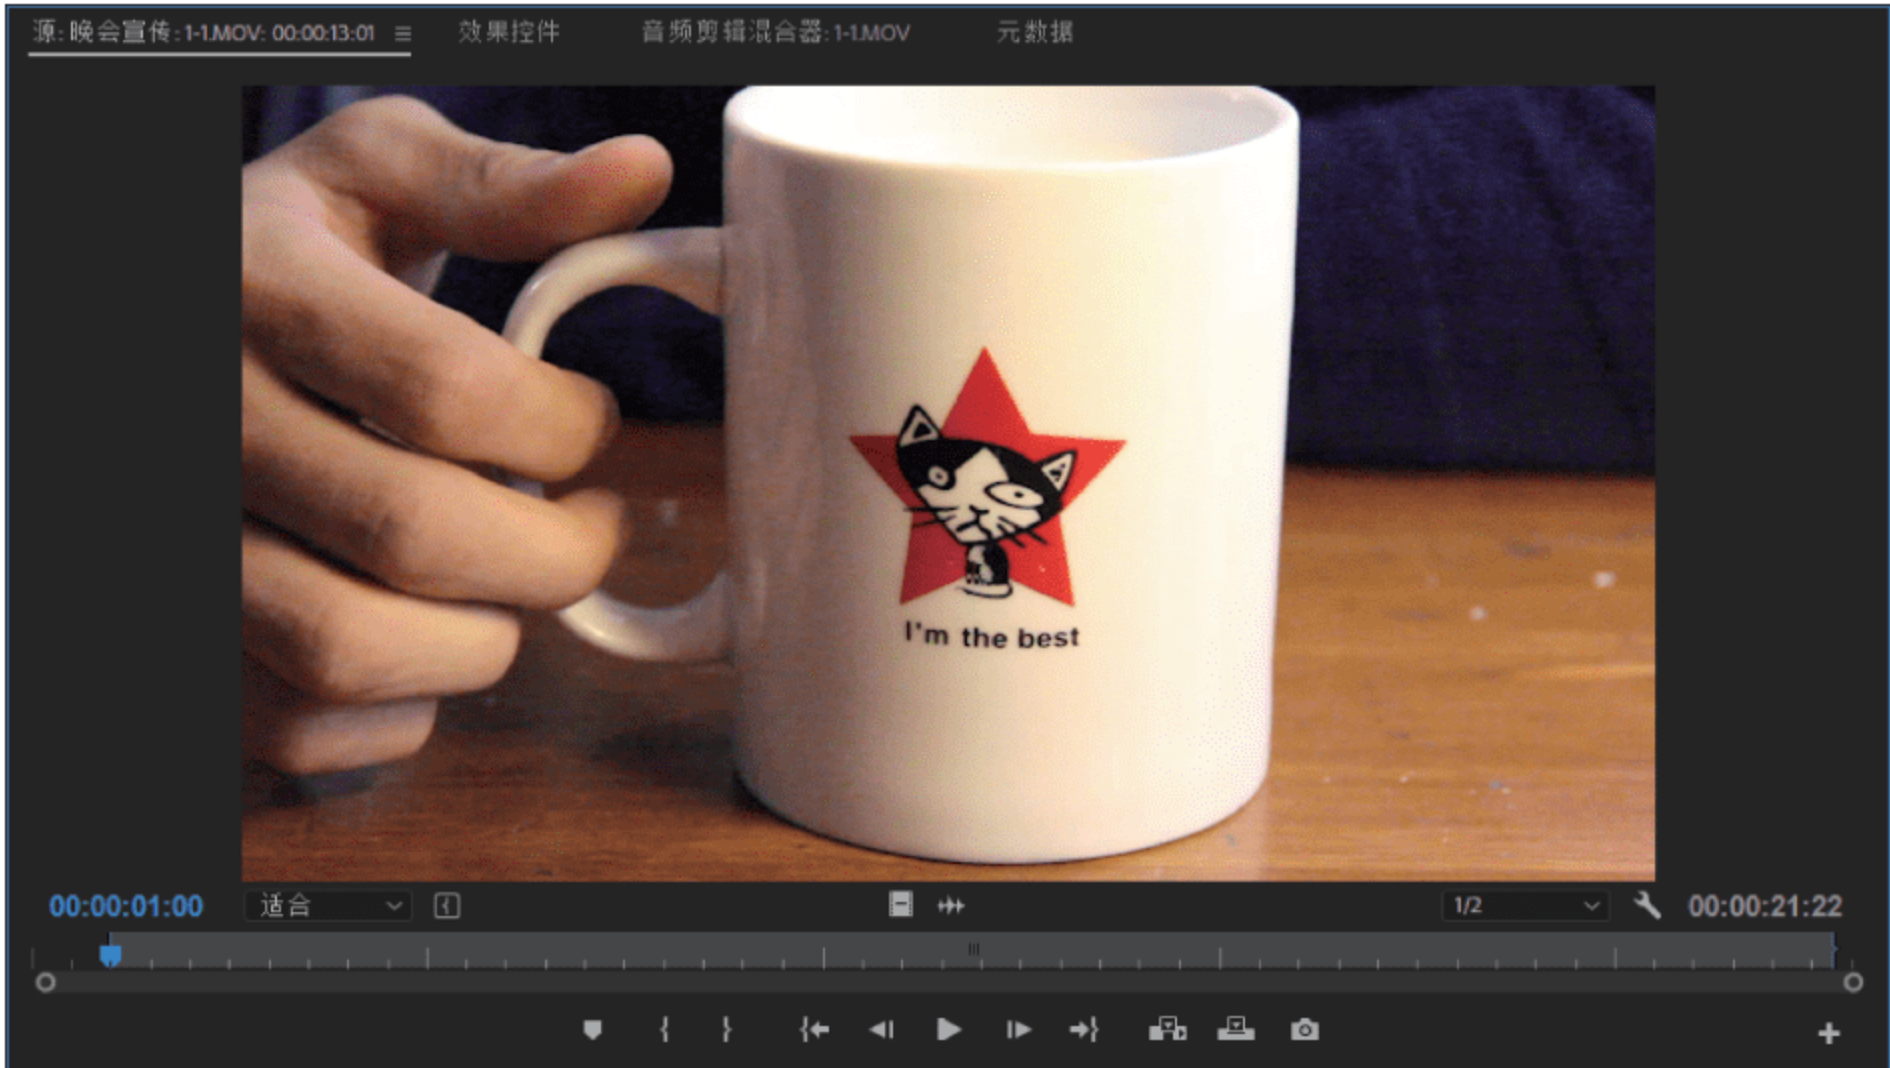 源: 晚会宣传: 1-1.MOV: 00:00:13:01
效果控件
音频剪辑混合器: 1-1.MOV
元数据
I'm the best
00:00:01:00
适合
1/2
00:00:21:22